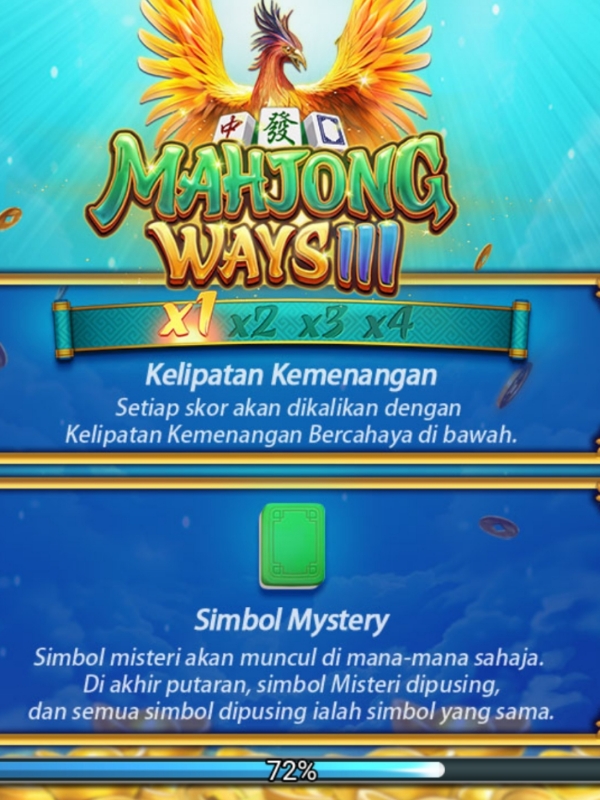 中 發
MAHJONG
WAYS III
x1 x2 x3 x4
Kelipatan Kemenangan
Setiap skor akan dikalikan dengan
Kelipatan Kemenangan Bercahaya di bawah.
Simbol Mystery
Simbol misteri akan muncul di mana-mana sahaja.
Di akhir putaran, simbol Misteri dipusing,
dan semua simbol dipusing ialah simbol yang sama.
72%